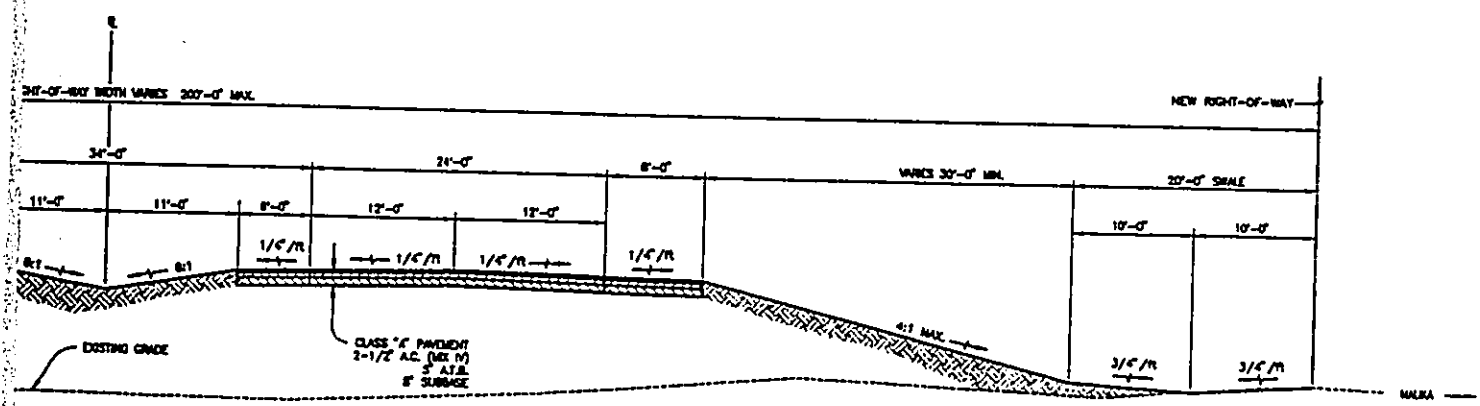 ℄
GHT-OF-WAY WIDTH VARIES 200'-0" MAX.
NEW RIGHT-OF-WAY
34'-0"
24'-0"
8'-0"
VARIES 30'-0" MIN.
20'-0" SWALE
11'-0"
11'-0"
8'-0"
12'-0"
12'-0"
10'-0"
10'-0"
6:1
6:1
1/4"/ft
1/4"/ft
1/4"/ft
1/4"/ft
4:1 MAX.
3/4"/ft
3/4"/ft
EXISTING GRADE
CLASS "A" PAVEMENT
2-1/2" A.C. (MIX IV)
5" A.T.B.
8" SUBBASE
MAUKA